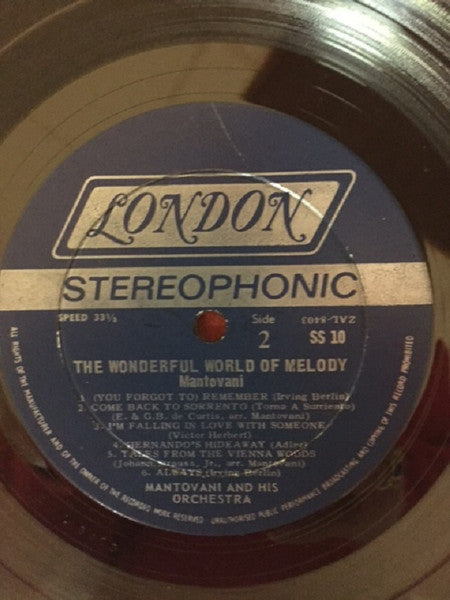 LONDON
STEREOPHONIC
SPEED 33⅓
Side 2
ZAL-8403
SS 10
THE WONDERFUL WORLD OF MELODY
Mantovani
1. (YOU FORGOT TO) REMEMBER (Irving Berlin)
2. COME BACK TO SORRENTO (Torna A Surriento)
(E. & G.B. de Curtis, arr. Mantovani)
3. I'M FALLING IN LOVE WITH SOMEONE
(Victor Herbert)
4. HERNANDO'S HIDEAWAY (Adler)
5. TALES FROM THE VIENNA WOODS
(Johann Strauss, Jr., arr. Mantovani)
6. ALWAYS (Irving Berlin)
MANTOVANI AND HIS
ORCHESTRA
ALL RIGHTS OF THE MANUFACTURER AND OF THE OWNER OF THE RECORDED WORK RESERVED - UNAUTHORISED PUBLIC PERFORMANCE BROADCASTING AND COPYING OF THIS RECORD PROHIBITED